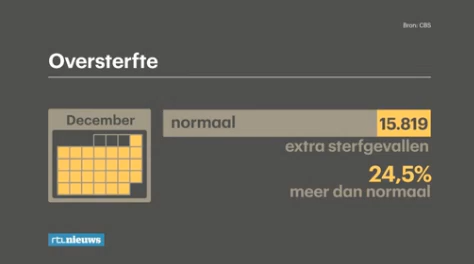 Bron: CBS
Oversterfte
December
normaal
15.819
extra sterfgevallen
24,5%
meer dan normaal
rtl nieuws